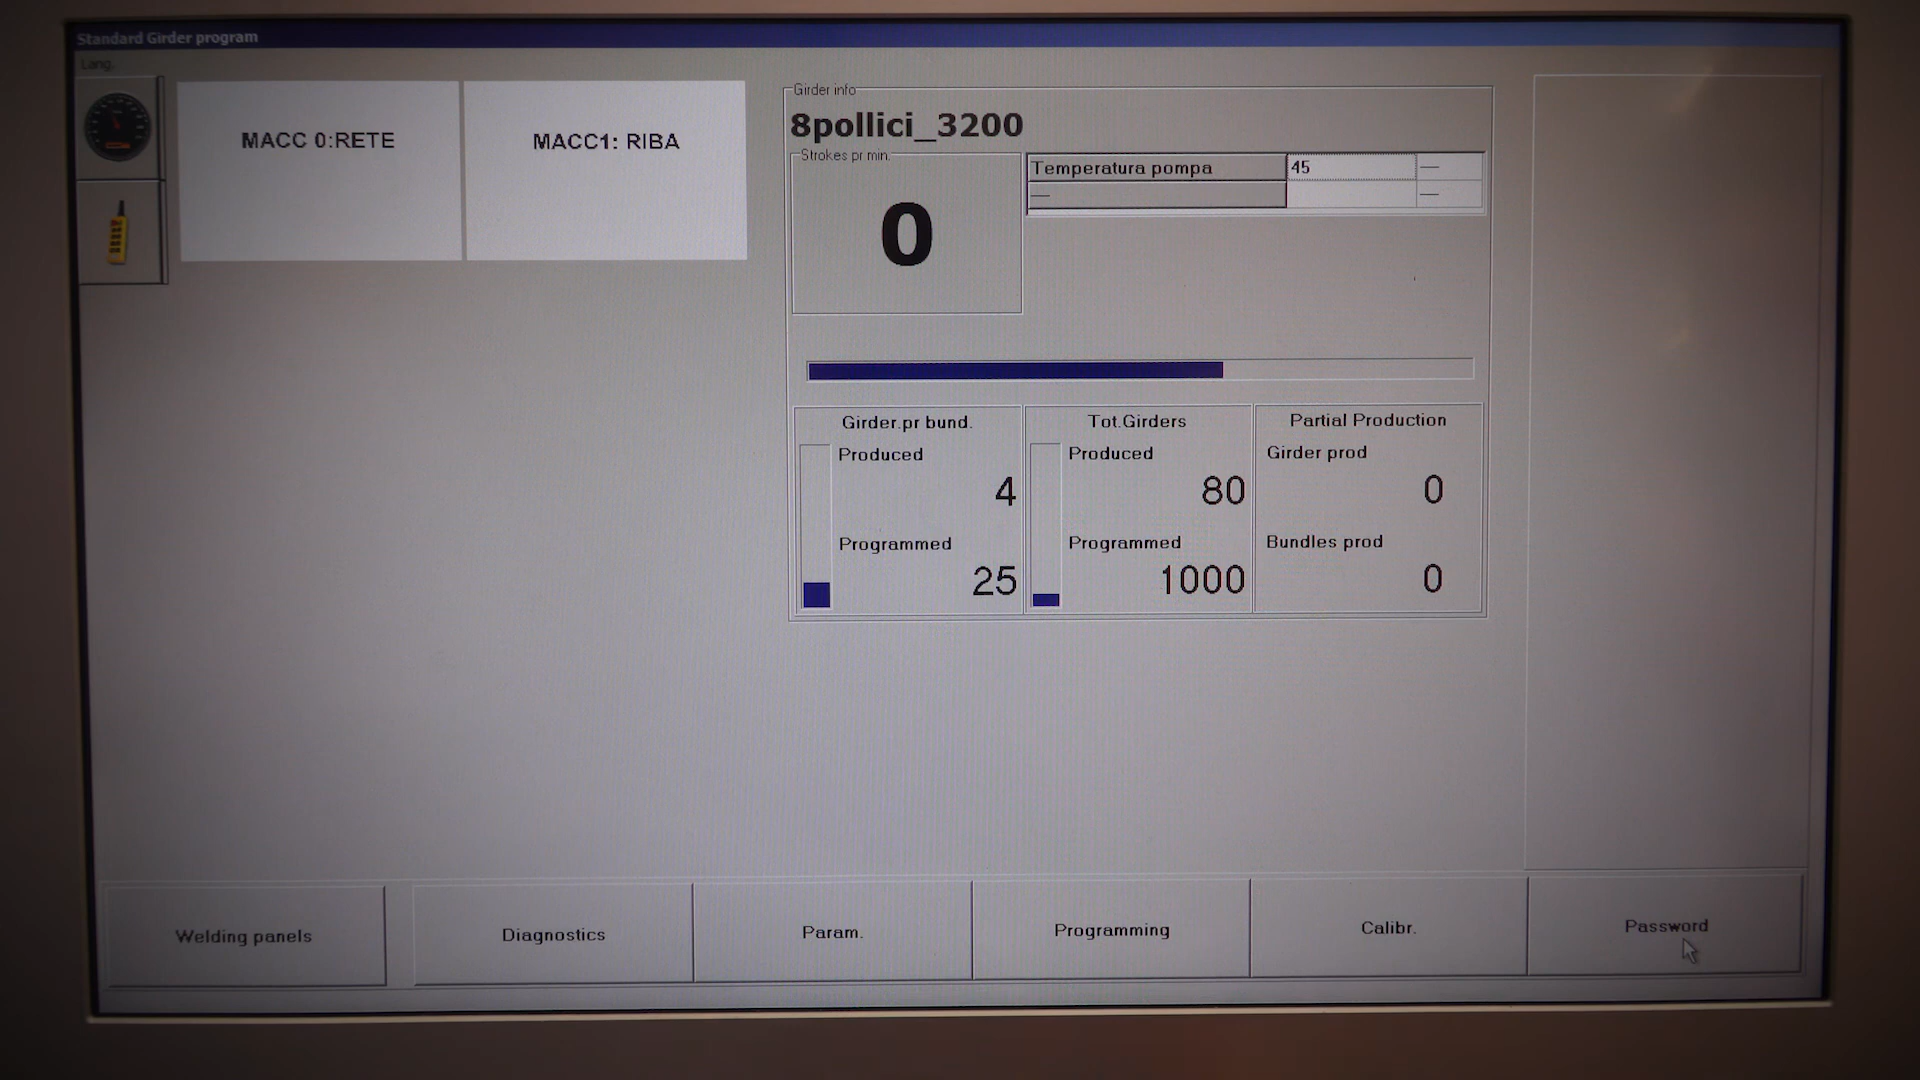 Standard Girder program
Lang.
MACC 0:RETE
MACC1: RIBA
Girder info
8pollici_3200
Strokes pr min.
0
Temperatura pompa 45
Girder.pr bund.
Produced
4
Programmed
25
Tot.Girders
Produced
80
Programmed
1000
Partial Production
Girder prod
0
Bundles prod
0
Welding panels
Diagnostics
Param.
Programming
Calibr.
Password